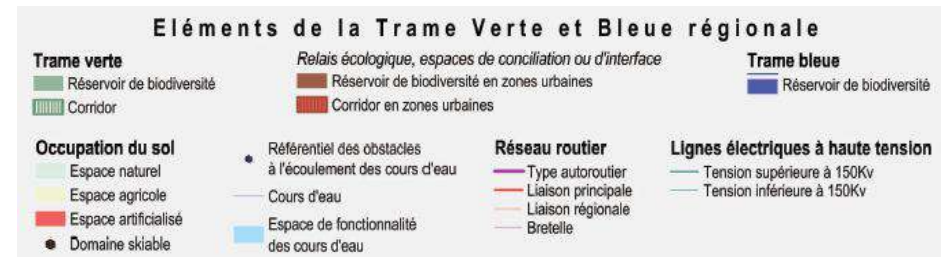 Eléments de la Trame Verte et Bleue régionale
Trame verte
Réservoir de biodiversité
Corridor
Relais écologique, espaces de conciliation ou d'interface
Réservoir de biodiversité en zones urbaines
Corridor en zones urbaines
Trame bleue
Réservoir de biodiversité
Occupation du sol
Espace naturel
Espace agricole
Espace artificialisé
Domaine skiable
Référentiel des obstacles
à l'écoulement des cours d'eau
Cours d'eau
Espace de fonctionnalité
des cours d'eau
Réseau routier
Type autoroutier
Liaison principale
Liaison régionale
Bretelle
Lignes électriques à haute tension
Tension supérieure à 150Kv
Tension inférieure à 150Kv